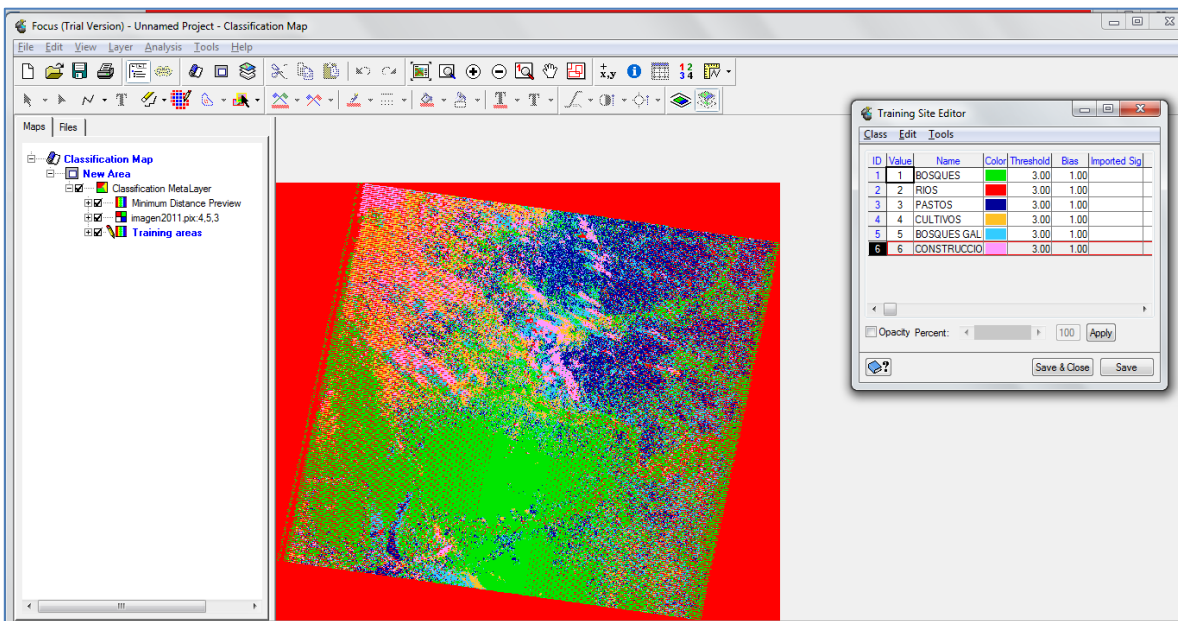 Focus (Trial Version) - Unnamed Project - Classification Map
File Edit View Layer Analysis Tools Help
Maps Files
Classification Map
New Area
Classification MetaLayer
Minimum Distance Preview
imagen2011.pix:4,5,3
Training areas
Training Site Editor
Class Edit Tools
ID Value Name Color Threshold Bias Imported Sig
1 1 BOSQUES 3.00 1.00
2 2 RIOS 3.00 1.00
3 3 PASTOS 3.00 1.00
4 4 CULTIVOS 3.00 1.00
5 5 BOSQUES GAL 3.00 1.00
6 6 CONSTRUCCIO 3.00 1.00
Opacity Percent: 100 Apply
Save & Close Save